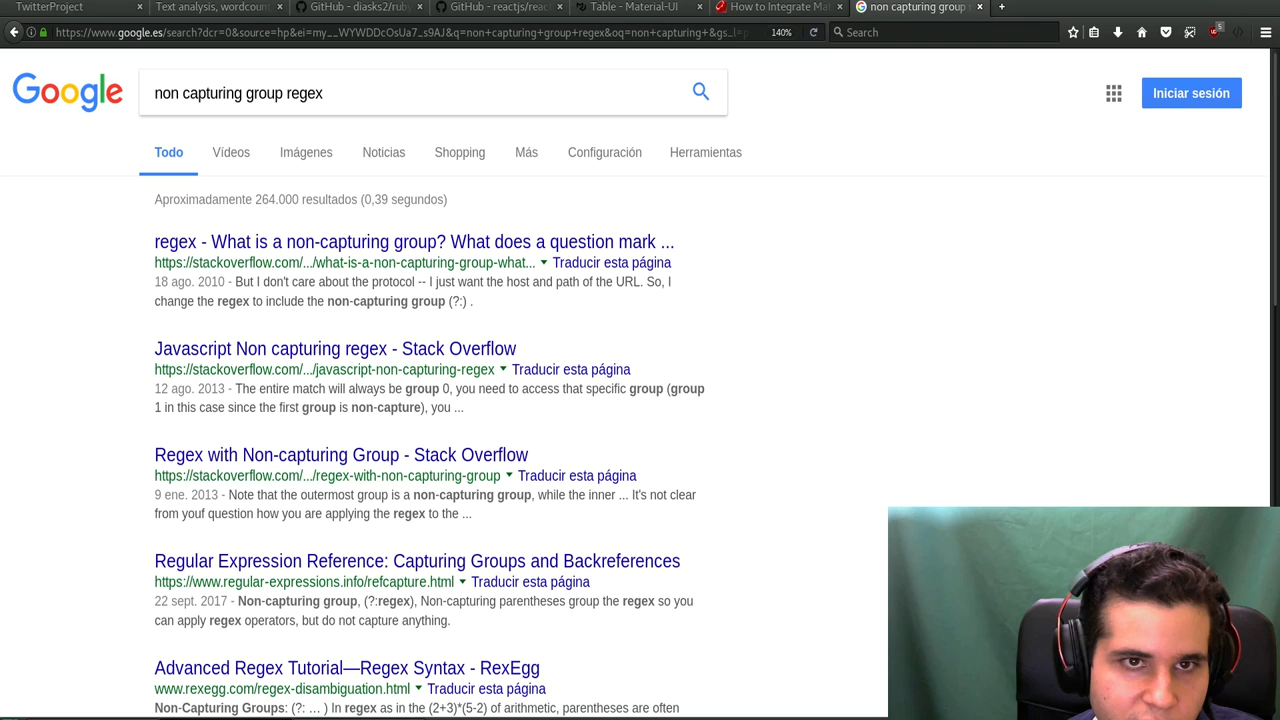 TwitterProject
Text analysis, wordcount
GitHub - diasks2/ruby
GitHub - reactjs/reac
Table - Material-UI
How to Integrate Ma
non capturing group r
https://www.google.es/search?dcr=0&source=hp&ei=my__WYWDDcOsUa7_s9AJ&q=non+capturing+group+regex&oq=non+capturing+&gs_l=p
140%
Search
5
Google
non capturing group regex
Iniciar sesión
Todo
Vídeos
Imágenes
Noticias
Shopping
Más
Configuración
Herramientas
Aproximadamente 264.000 resultados (0,39 segundos)
regex - What is a non-capturing group? What does a question mark ...
https://stackoverflow.com/.../what-is-a-non-capturing-group-what... Traducir esta página
18 ago. 2010 - But I don't care about the protocol -- I just want the host and path of the URL. So, I
change the regex to include the non-capturing group (?:) .
Javascript Non capturing regex - Stack Overflow
https://stackoverflow.com/.../javascript-non-capturing-regex Traducir esta página
12 ago. 2013 - The entire match will always be group 0, you need to access that specific group (group
1 in this case since the first group is non-capture), you ...
Regex with Non-capturing Group - Stack Overflow
https://stackoverflow.com/.../regex-with-non-capturing-group Traducir esta página
9 ene. 2013 - Note that the outermost group is a non-capturing group, while the inner ... It's not clear
from youf question how you are applying the regex to the ...
Regular Expression Reference: Capturing Groups and Backreferences
https://www.regular-expressions.info/refcapture.html Traducir esta página
22 sept. 2017 - Non-capturing group, (?:regex), Non-capturing parentheses group the regex so you
can apply regex operators, but do not capture anything.
Advanced Regex Tutorial—Regex Syntax - RexEgg
www.rexegg.com/regex-disambiguation.html Traducir esta página
Non-Capturing Groups: (?: … ) In regex as in the (2+3)*(5-2) of arithmetic, parentheses are often